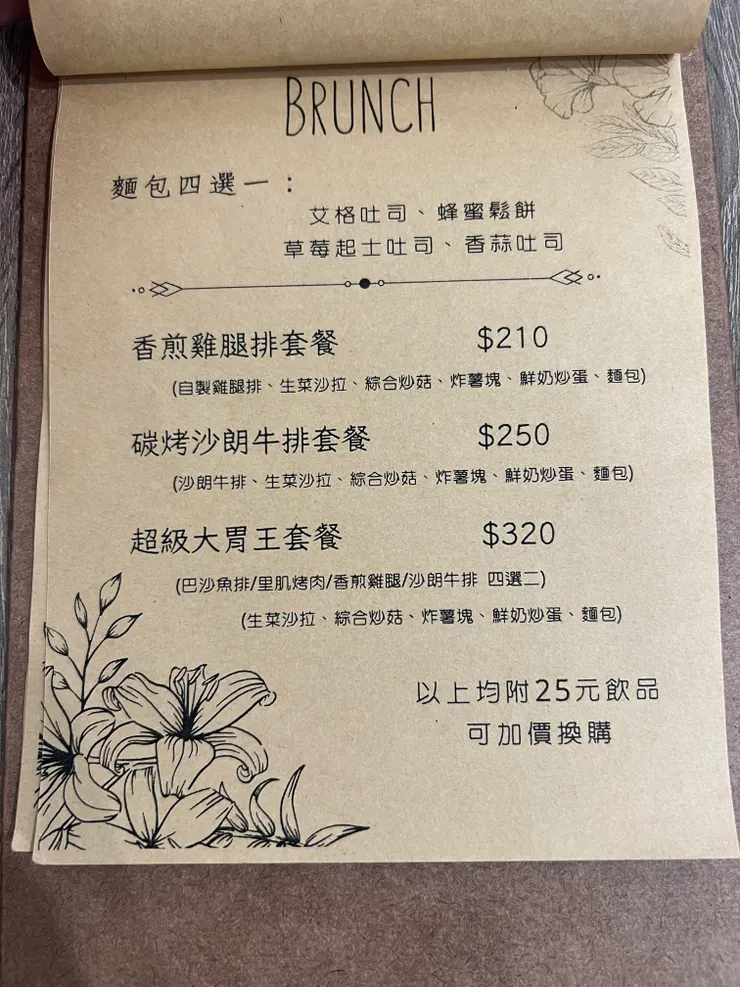 BRUNCH
麵包四選一：
艾格吐司、蜂蜜鬆餅
草莓起士吐司、香蒜吐司
香煎雞腿排套餐 $210
(自製雞腿排、生菜沙拉、綜合炒菇、炸薯塊、鮮奶炒蛋、麵包)
碳烤沙朗牛排套餐 $250
(沙朗牛排、生菜沙拉、綜合炒菇、炸薯塊、鮮奶炒蛋、麵包)
超級大胃王套餐 $320
(巴沙魚排/里肌烤肉/香煎雞腿/沙朗牛排 四選二)
(生菜沙拉、綜合炒菇、炸薯塊、鮮奶炒蛋、麵包)
以上均附25元飲品
可加價換購